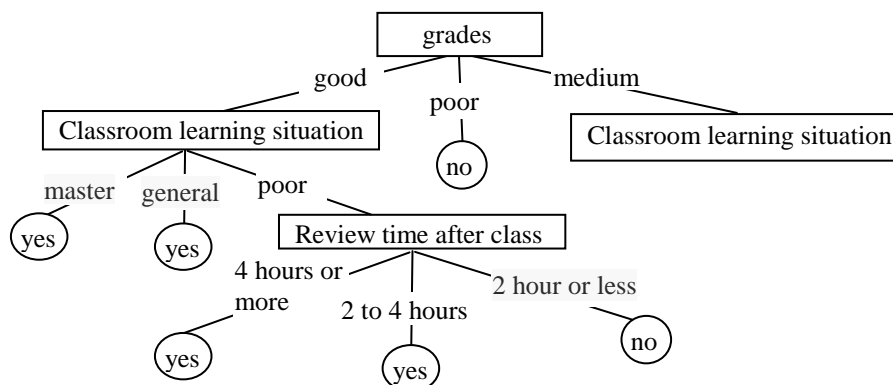 grades
good
poor
medium
Classroom learning situation
Classroom learning situation
no
master
general
poor
yes
yes
Review time after class
4 hours or
more
2 to 4 hours
2 hour or less
yes
yes
no